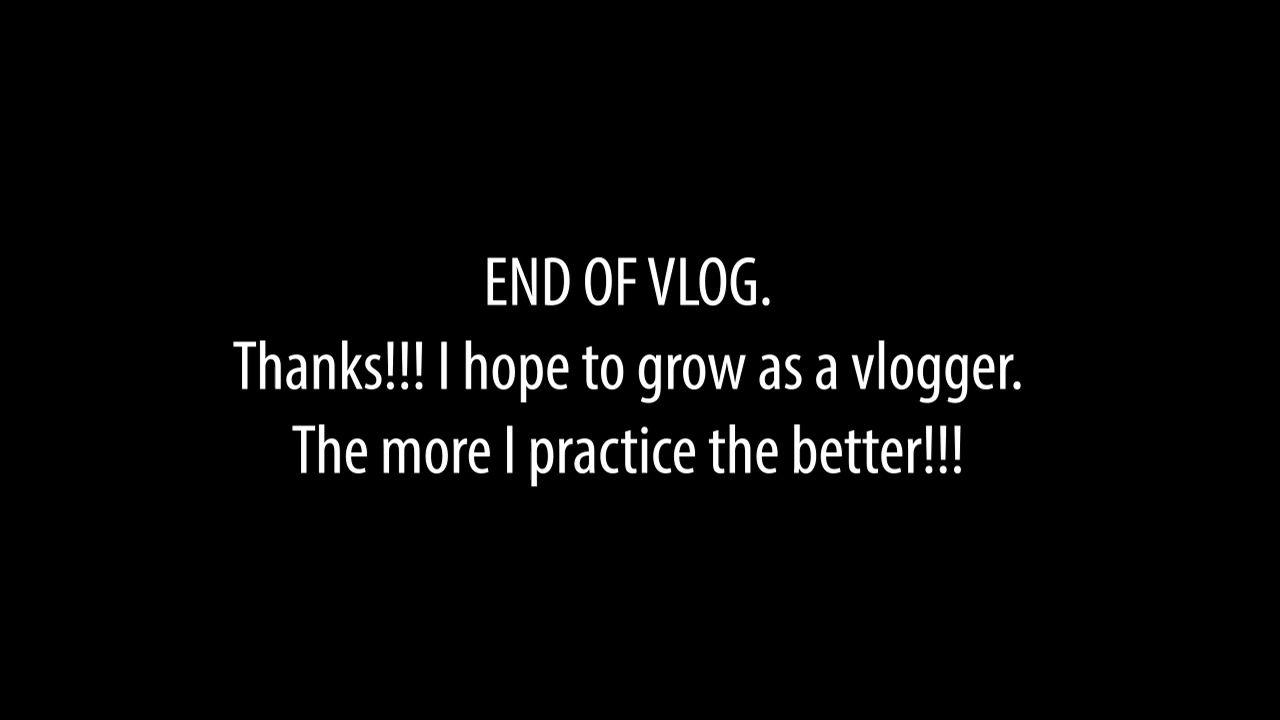 END OF VLOG.
Thanks!!! I hope to grow as a vlogger.
The more I practice the better!!!